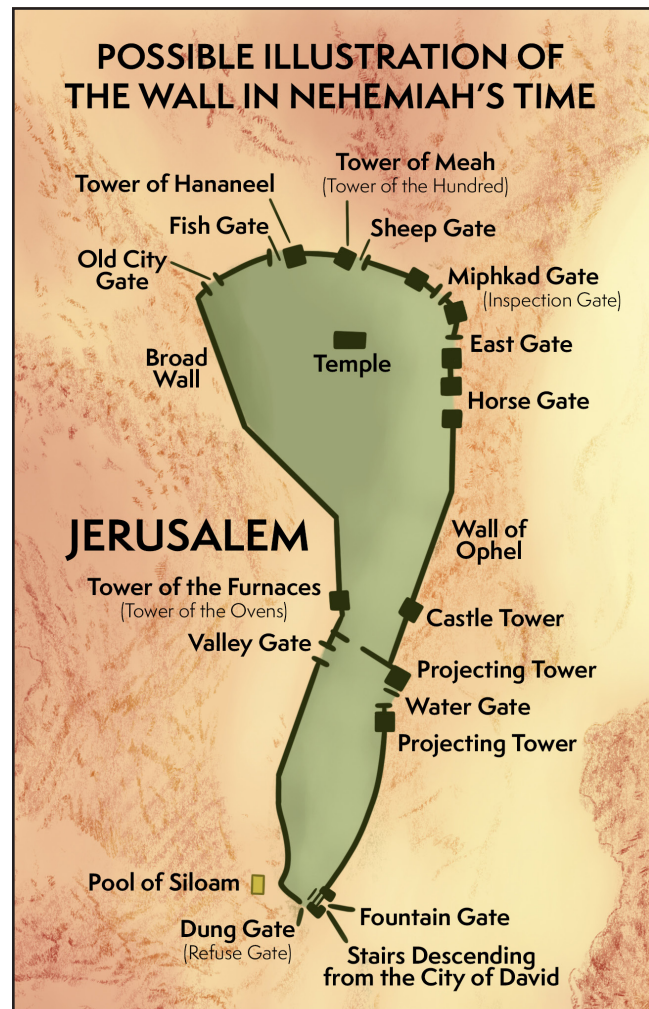 POSSIBLE ILLUSTRATION OF
THE WALL IN NEHEMIAH'S TIME
Tower of Meah
(Tower of the Hundred)
Tower of Hananeel
Fish Gate
Sheep Gate
Old City
Gate
Miphkad Gate
(Inspection Gate)
East Gate
Broad
Wall
Temple
Horse Gate
JERUSALEM
Wall of
Ophel
Tower of the Furnaces
(Tower of the Ovens)
Castle Tower
Valley Gate
Projecting Tower
Water Gate
Projecting Tower
Pool of Siloam
Fountain Gate
Dung Gate
(Refuse Gate)
Stairs Descending
from the City of David